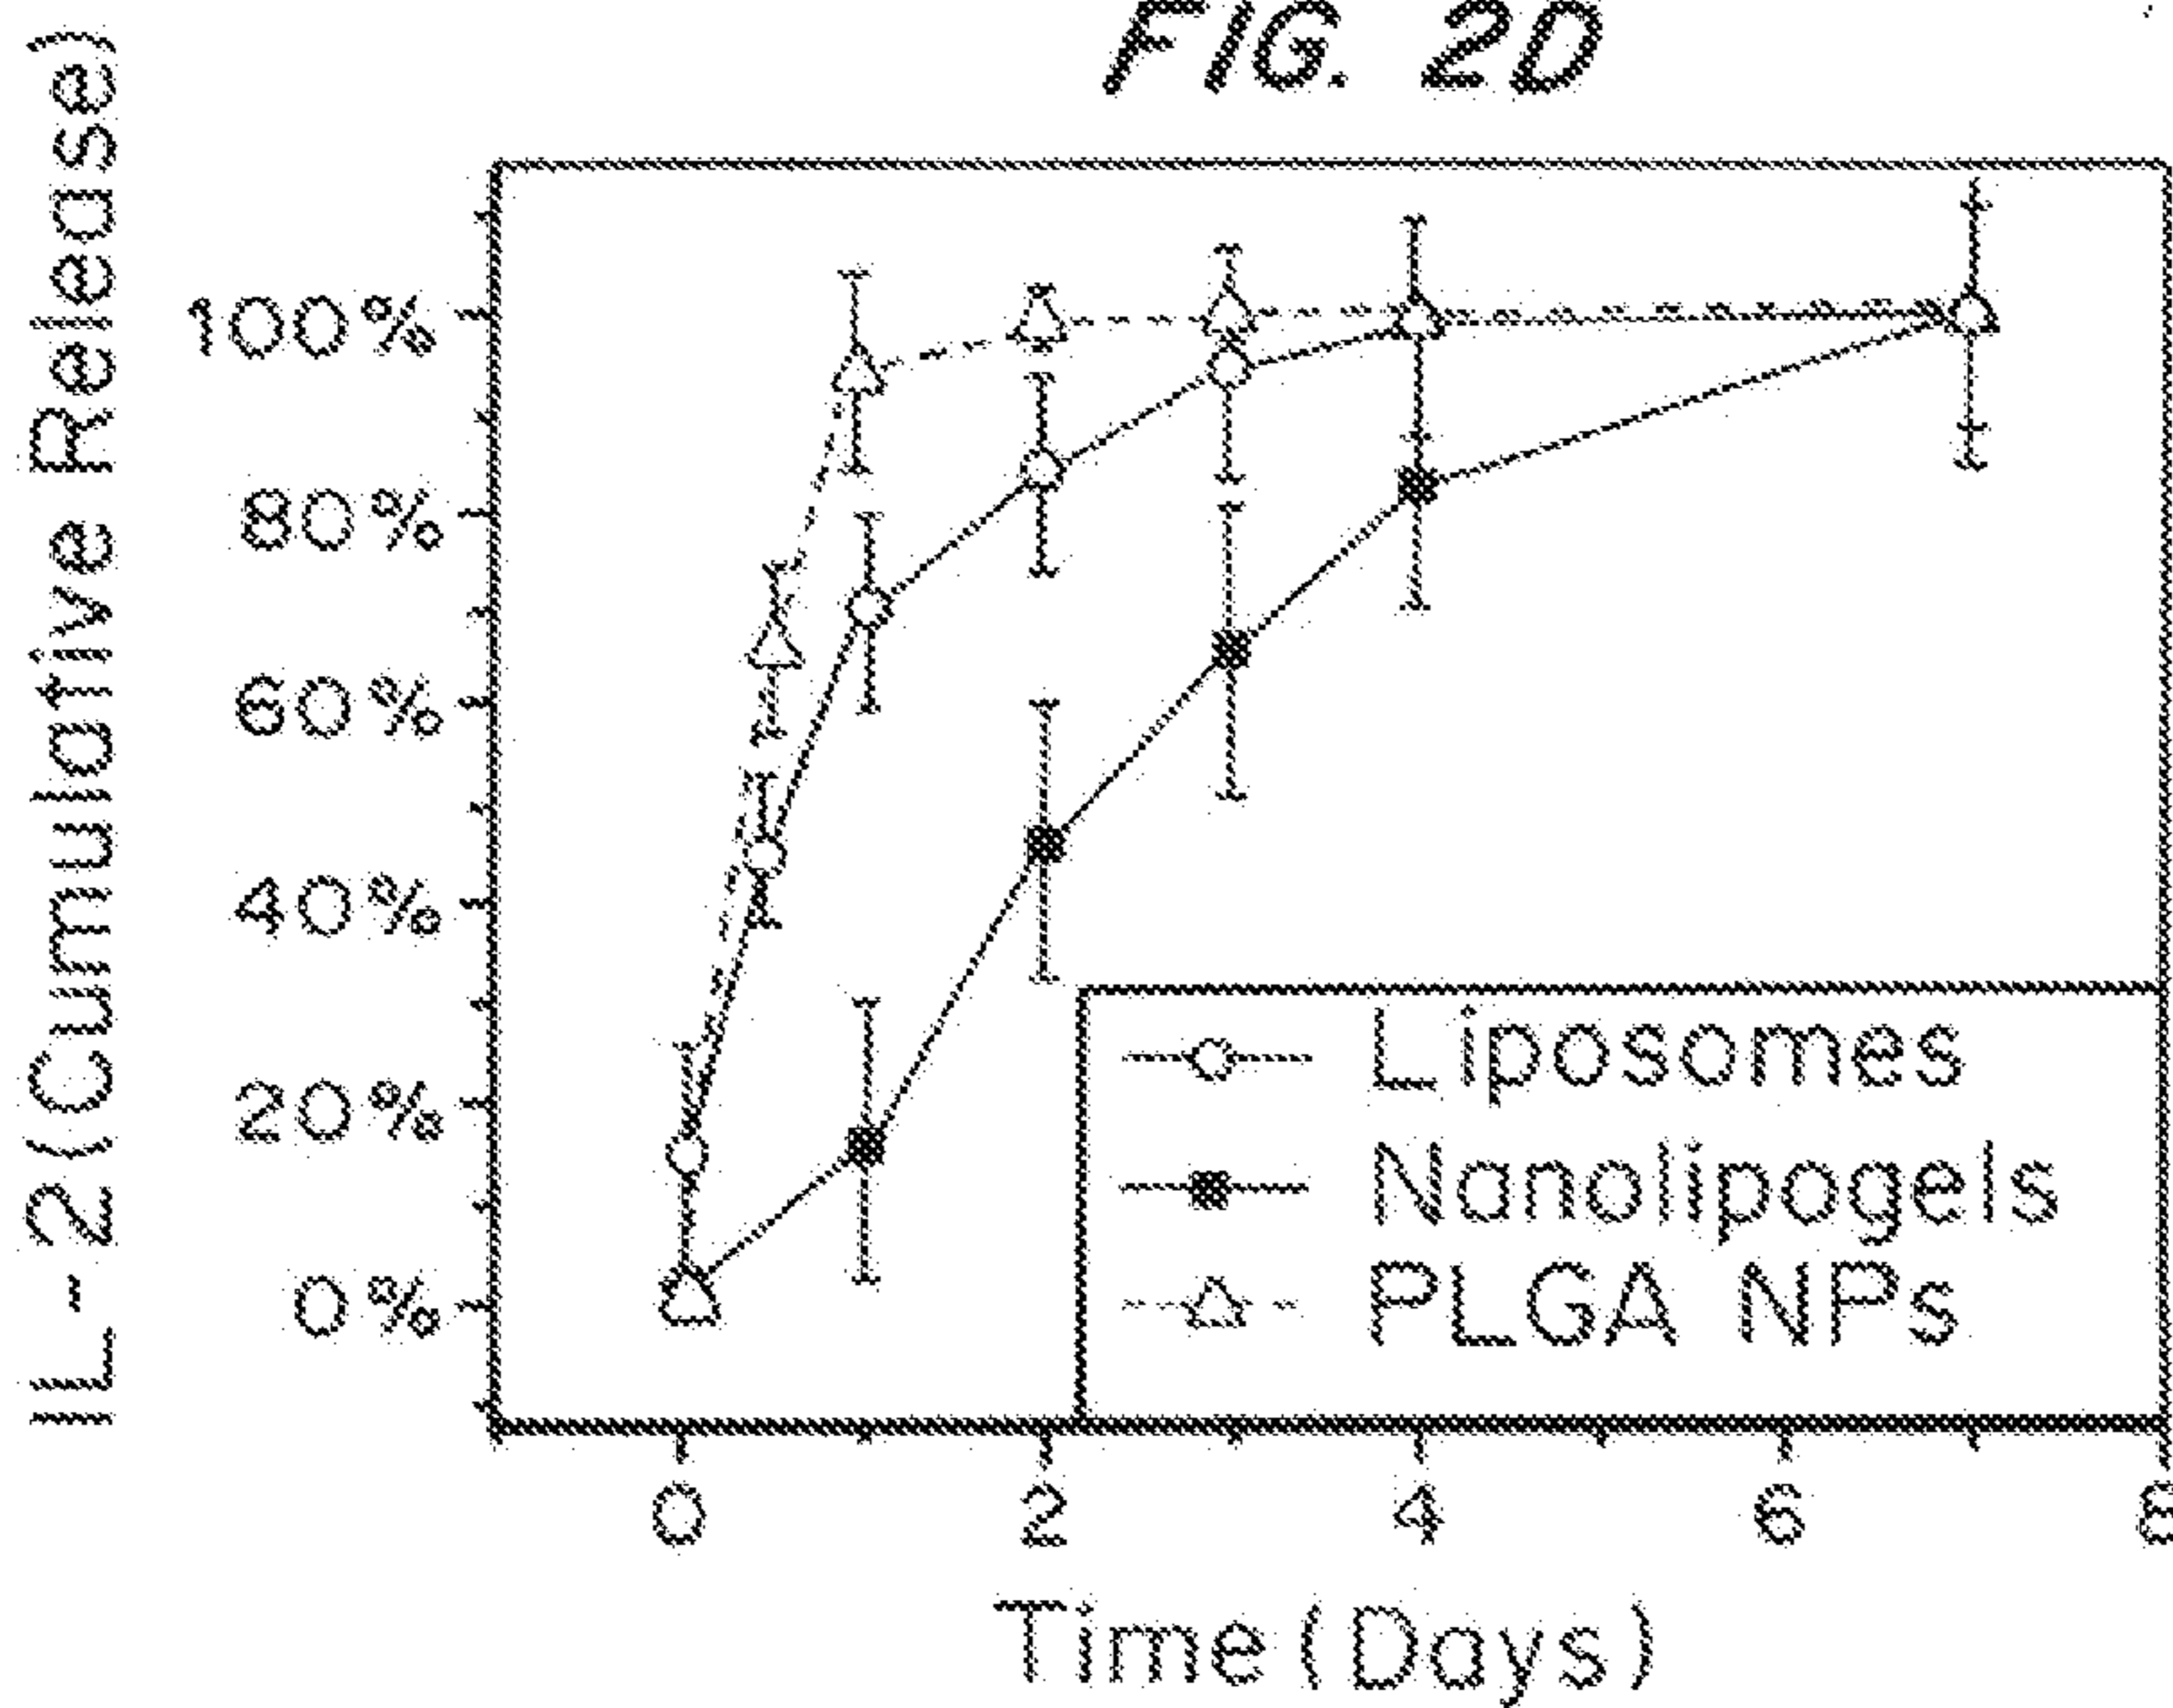 FIG. 2D
IL-2(Cumulative Release)
100%
80%
60%
40%
20%
0%
Liposomes
Nanolipogels
PLGA NPs
0 2 4 6 8
Time(Days)